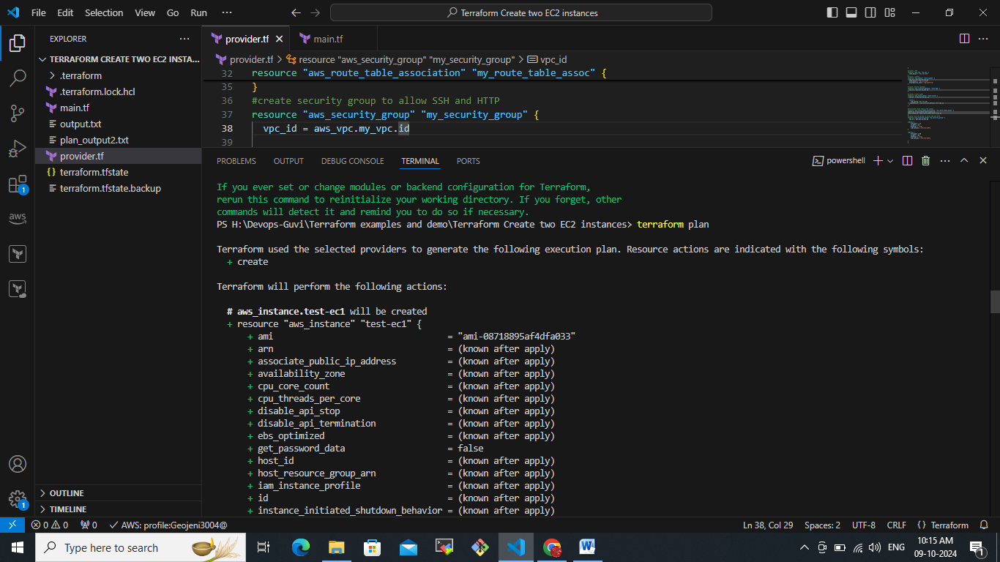 File Edit Selection View Go Run ...
Terraform Create two EC2 instances
EXPLORER
TERRAFORM CREATE TWO EC2 INSTA...
.terraform
.terraform.lock.hcl
main.tf
output.txt
plan_output2.txt
provider.tf
terraform.tfstate
terraform.tfstate.backup
1
aws
OUTLINE
TIMELINE
1
provider.tf main.tf
provider.tf > resource "aws_security_group" "my_security_group" > vpc_id
32 resource "aws_route_table_association" "my_route_table_assoc" {
35 }
36 #create security group to allow SSH and HTTP
37 resource "aws_security_group" "my_security_group" {
38 vpc_id = aws_vpc.my_vpc.id
39
PROBLEMS OUTPUT DEBUG CONSOLE TERMINAL PORTS
powershell
If you ever set or change modules or backend configuration for Terraform,
rerun this command to reinitialize your working directory. If you forget, other
commands will detect it and remind you to do so if necessary.
PS H:\Devops-Guvi\Terraform examples and demo\Terraform Create two EC2 instances> terraform plan
Terraform used the selected providers to generate the following execution plan. Resource actions are indicated with the following symbols:
+ create
Terraform will perform the following actions:
# aws_instance.test-ec1 will be created
+ resource "aws_instance" "test-ec1" {
+ ami = "ami-08718895af4dfa033"
+ arn = (known after apply)
+ associate_public_ip_address = (known after apply)
+ availability_zone = (known after apply)
+ cpu_core_count = (known after apply)
+ cpu_threads_per_core = (known after apply)
+ disable_api_stop = (known after apply)
+ disable_api_termination = (known after apply)
+ ebs_optimized = (known after apply)
+ get_password_data = false
+ host_id = (known after apply)
+ host_resource_group_arn = (known after apply)
+ iam_instance_profile = (known after apply)
+ id = (known after apply)
+ instance_initiated_shutdown_behavior = (known after apply)
0 0 0 AWS: profile:Geojeni3004@
Ln 38, Col 29 Spaces: 2 UTF-8 CRLF {} Terraform
Type here to search
ENG
10:15 AM
09-10-2024
1